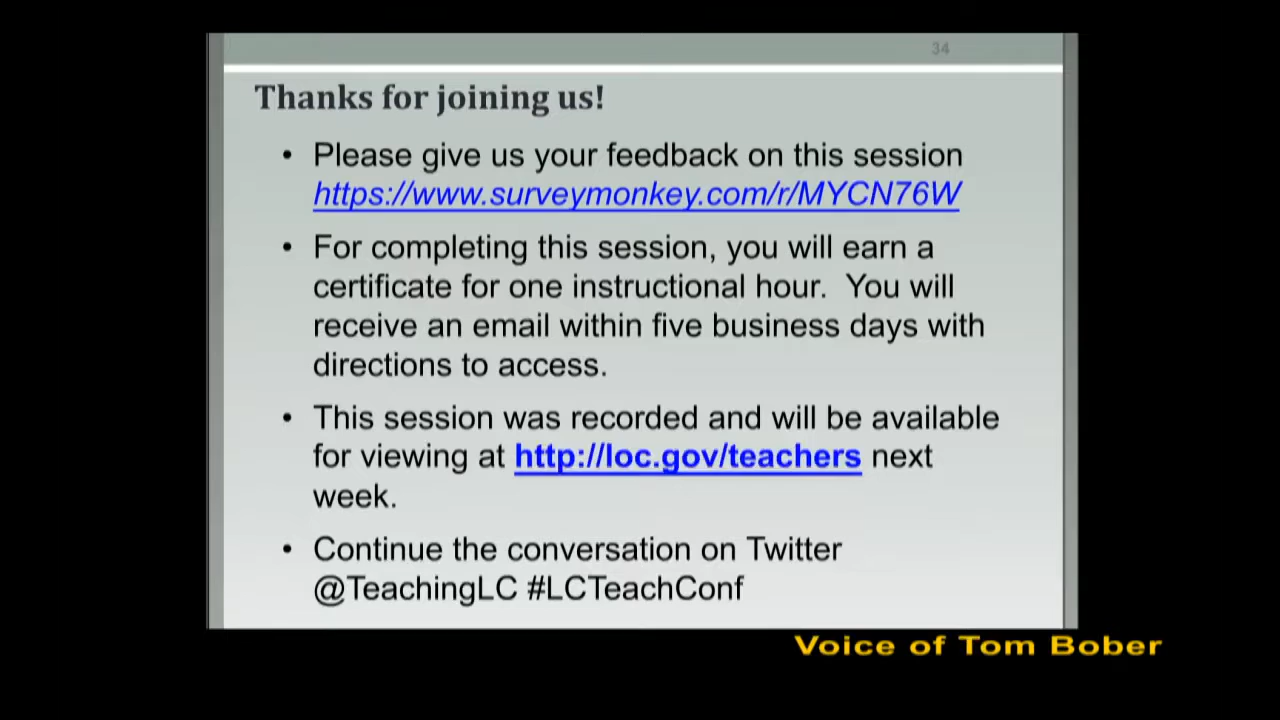 34
Thanks for joining us!
• Please give us your feedback on this session
https://www.surveymonkey.com/r/MYCN76W
• For completing this session, you will earn a
certificate for one instructional hour.  You will
receive an email within five business days with
directions to access.
• This session was recorded and will be available
for viewing at http://loc.gov/teachers next
week.
• Continue the conversation on Twitter
@TeachingLC #LCTeachConf
Voice of Tom Bober